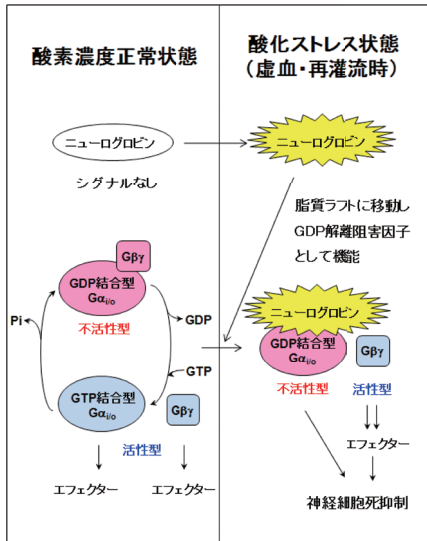 酸素濃度正常状態
ニューログロビン
シグナルなし
Gβγ
GDP結合型
Gαi/o
不活性型
Pi
GDP
GTP
GTP結合型
Gαi/o
Gβγ
活性型
エフェクター
エフェクター
酸化ストレス状態
(虚血・再灌流時)
ニューログロビン
脂質ラフトに移動し
GDP解離阻害因子
として機能
ニューログロビン
GDP結合型
Gαi/o
Gβγ
不活性型
活性型
エフェクター
神経細胞死抑制